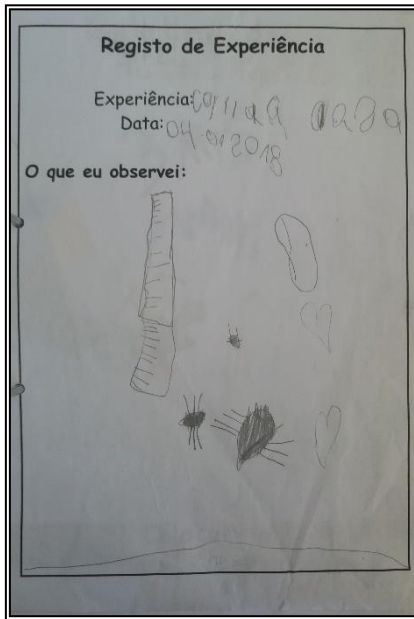 Registo de Experiência
Experiência:
Data: 04-01-2018
O que eu observei: